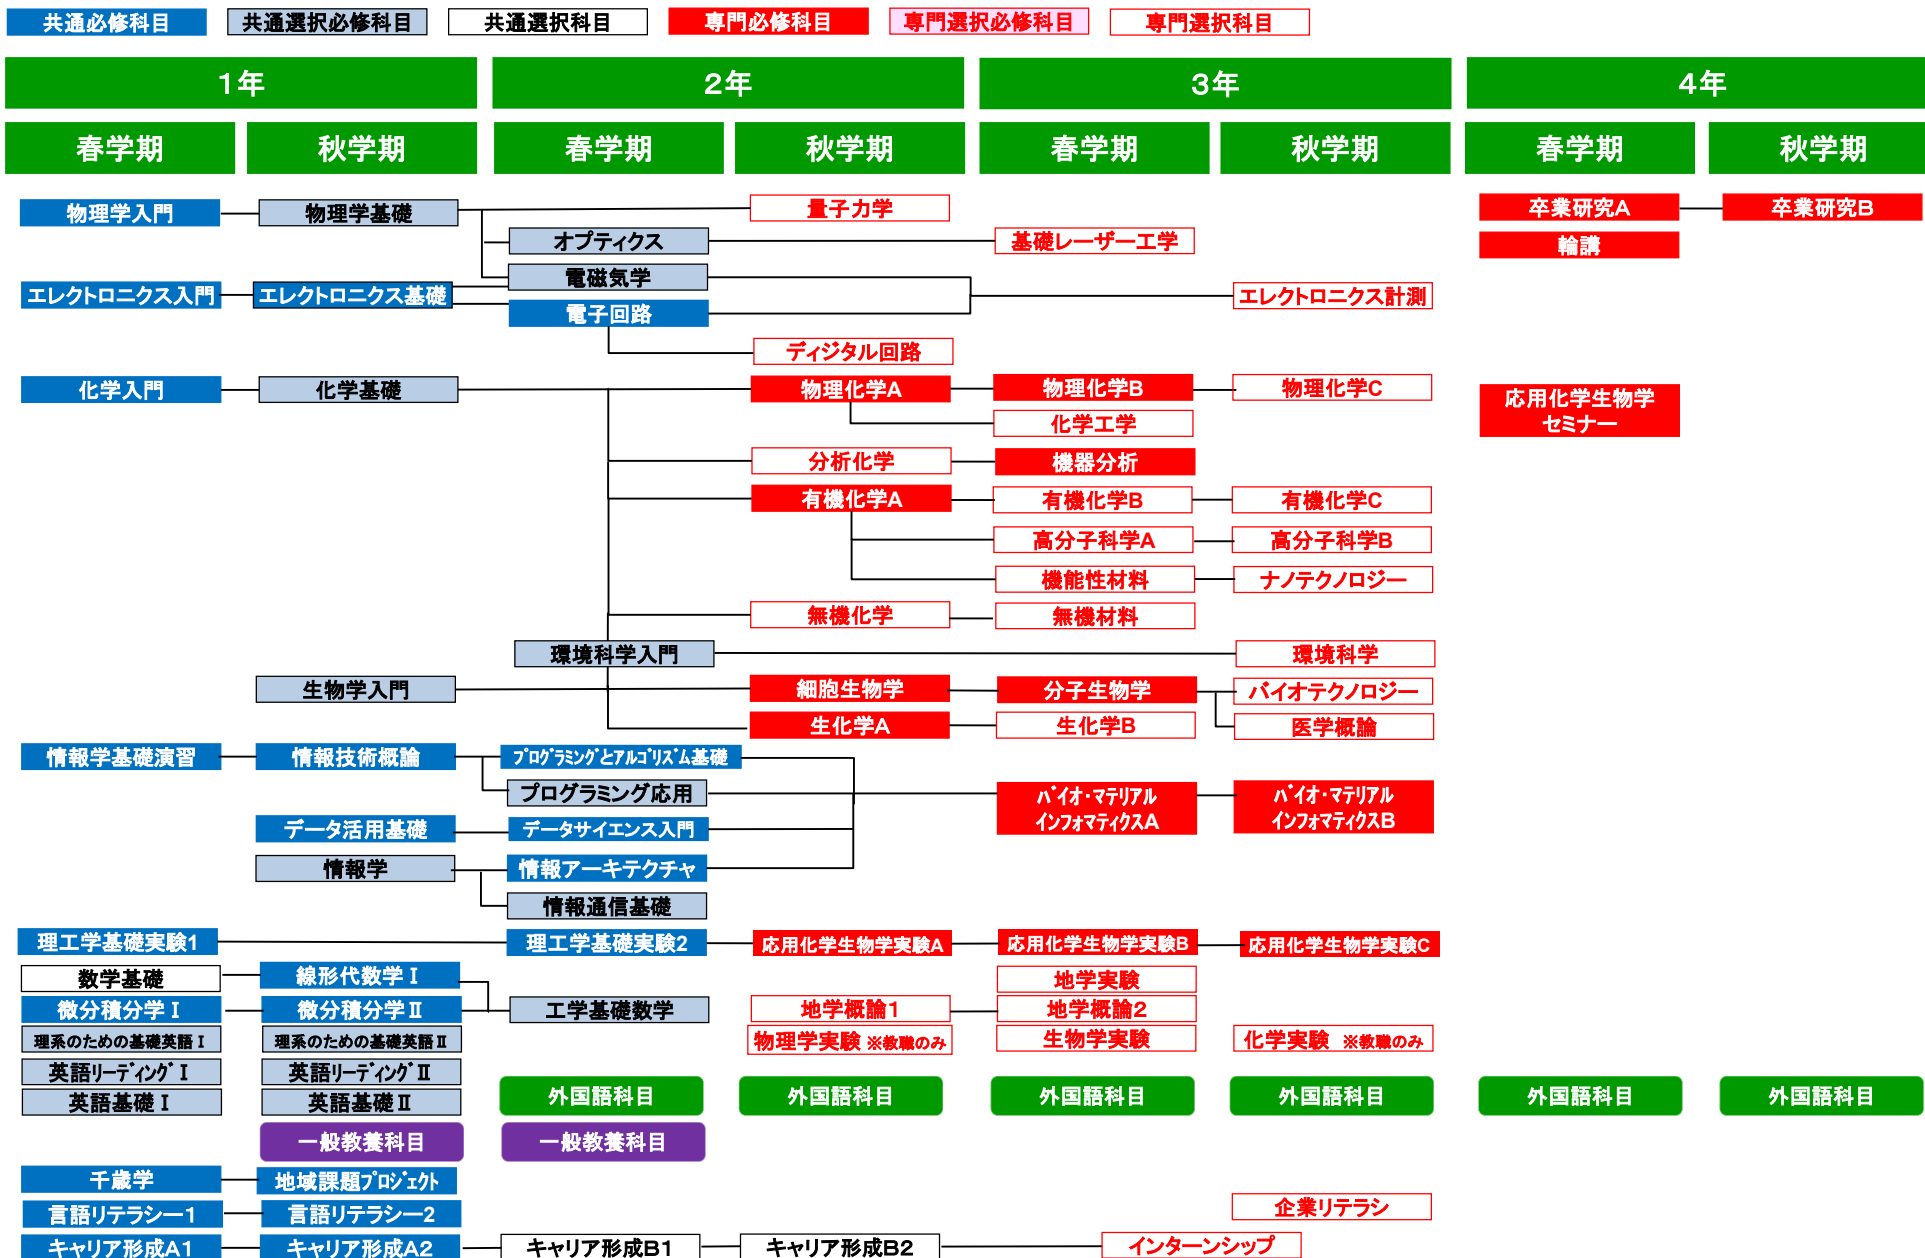 共通必修科目 共通選択必修科目 共通選択科目 専門必修科目 専門選択必修科目 専門選択科目
1年 2年 3年 4年
春学期 秋学期 春学期 秋学期 春学期 秋学期 春学期 秋学期
物理学入門 物理学基礎 量子力学 卒業研究A 卒業研究B
オプティクス 基礎レーザー工学 輪講
電磁気学
エレクトロニクス入門 エレクトロニクス基礎 エレクトロニクス計測
電子回路
ディジタル回路
化学入門 化学基礎 物理化学A 物理化学B 物理化学C
応用化学生物学
セミナー
化学工学
分析化学 機器分析
有機化学A 有機化学B 有機化学C
高分子科学A 高分子科学B
機能性材料 ナノテクノロジー
無機化学 無機材料
環境科学入門 環境科学
生物学入門 細胞生物学 分子生物学 バイオテクノロジー
生化学A 生化学B 医学概論
情報学基礎演習 情報技術概論 プログラミングとアルゴリズム基礎
プログラミング応用
バイオ・マテリアル
インフォマティクスA
バイオ・マテリアル
インフォマティクスB
データ活用基礎 データサイエンス入門
情報学 情報アーキテクチャ
情報通信基礎
理工学基礎実験1 理工学基礎実験2 応用化学生物学実験A 応用化学生物学実験B 応用化学生物学実験C
数学基礎 線形代数学Ⅰ 地学実験
微分積分学Ⅰ 微分積分学Ⅱ 工学基礎数学 地学概論1 地学概論2
理系のための基礎英語Ⅰ 理系のための基礎英語Ⅱ 物理学実験 ※教職のみ 生物学実験 化学実験 ※教職のみ
英語リーディングⅠ 英語リーディングⅡ
英語基礎Ⅰ 英語基礎Ⅱ 外国語科目 外国語科目 外国語科目 外国語科目 外国語科目 外国語科目
一般教養科目 一般教養科目
千歳学 地域課題プロジェクト
言語リテラシー1 言語リテラシー2 企業リテラシ
キャリア形成A1 キャリア形成A2 キャリア形成B1 キャリア形成B2 インターンシップ